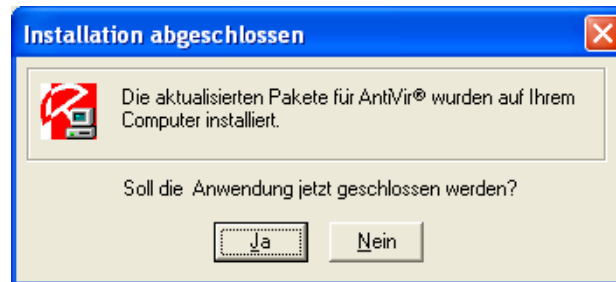 Installation abgeschlossen
Die aktualisierten Pakete für AntiVir® wurden auf Ihrem
Computer installiert.
Soll die Anwendung jetzt geschlossen werden?
Ja
Nein